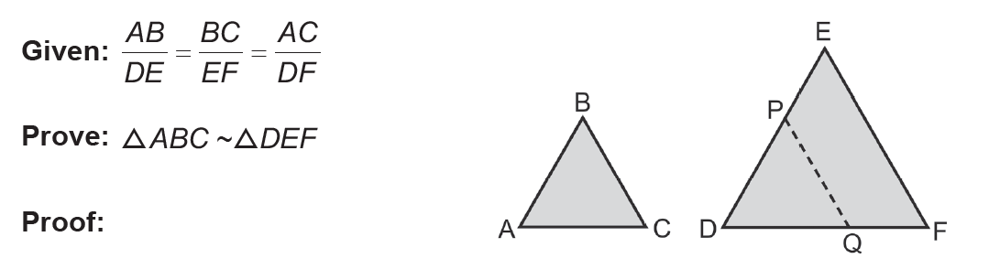 Given: AB/DE = BC/EF = AC/DF
Prove: △ABC ~ △DEF
Proof:
B
A
C
E
P
D
Q
F